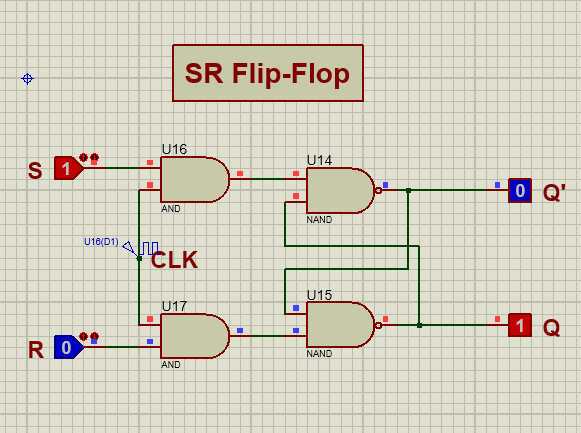 SR Flip-Flop
U16
U14
S
1
AND
NAND
0
Q'
U16(D1)
CLK
U17
U15
R
0
AND
NAND
1
Q